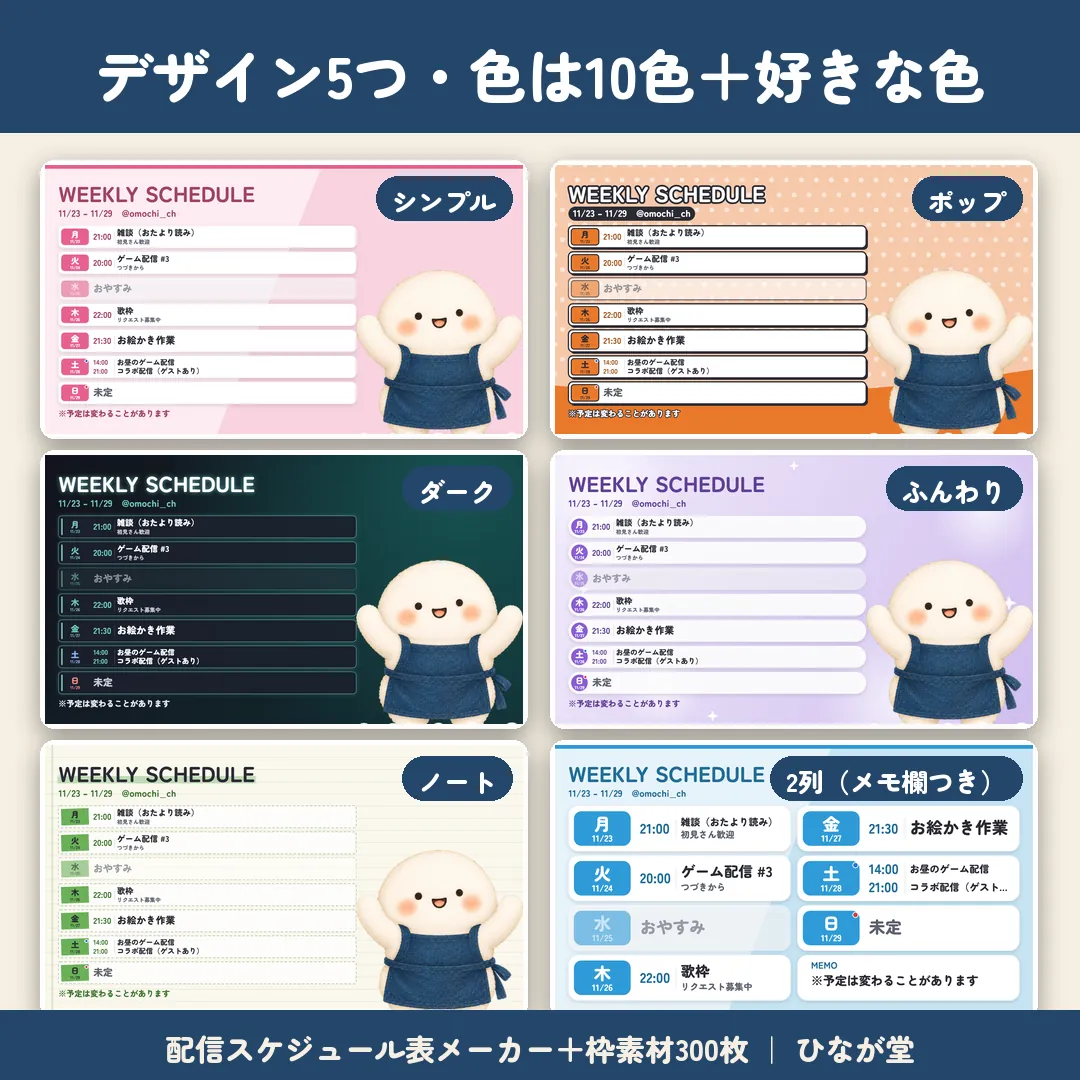 デザイン5つ・色は10色＋好きな色
WEEKLY SCHEDULE
シンプル
11/23 – 11/29 @omochi_ch
月 21:00 雑談（おたより読み）
初見さん歓迎
火 20:00 ゲーム配信 #3
つづきから
水 おやすみ
木 22:00 歌枠
リクエスト募集中
金 21:30 お絵かき作業
土 14:00 お昼のゲーム配信
21:00 コラボ配信（ゲストあり）
日 未定
※予定は変わることがあります
WEEKLY SCHEDULE
ポップ
11/23 – 11/29 @omochi_ch
月 21:00 雑談（おたより読み）
初見さん歓迎
火 20:00 ゲーム配信 #3
つづきから
水 おやすみ
木 22:00 歌枠
リクエスト募集中
金 21:30 お絵かき作業
土 14:00 お昼のゲーム配信
21:00 コラボ配信（ゲストあり）
日 未定
※予定は変わることがあります
WEEKLY SCHEDULE
ダーク
11/23 – 11/29 @omochi_ch
月 21:00 雑談（おたより読み）
初見さん歓迎
火 20:00 ゲーム配信 #3
つづきから
水 おやすみ
木 22:00 歌枠
リクエスト募集中
金 21:30 お絵かき作業
土 14:00 お昼のゲーム配信
21:00 コラボ配信（ゲストあり）
日 未定
※予定は変わることがあります
WEEKLY SCHEDULE
ふんわり
11/23 – 11/29 @omochi_ch
月 21:00 雑談（おたより読み）
初見さん歓迎
火 20:00 ゲーム配信 #3
つづきから
水 おやすみ
木 22:00 歌枠
リクエスト募集中
金 21:30 お絵かき作業
土 14:00 お昼のゲーム配信
21:00 コラボ配信（ゲストあり）
日 未定
※予定は変わることがあります
WEEKLY SCHEDULE
ノート
11/23 – 11/29 @omochi_ch
月 21:00 雑談（おたより読み）
初見さん歓迎
火 20:00 ゲーム配信 #3
つづきから
水 おやすみ
木 22:00 歌枠
リクエスト募集中
金 21:30 お絵かき作業
土 14:00 お昼のゲーム配信
21:00 コラボ配信（ゲストあり）
日 未定
※予定は変わることがあります
WEEKLY SCHEDULE
2列（メモ欄つき）
11/23 – 11/29 @omochi_ch
月 11/23 21:00 雑談（おたより読み）
初見さん歓迎
火 11/24 20:00 ゲーム配信 #3
つづきから
水 11/25 おやすみ
木 11/26 22:00 歌枠
リクエスト募集中
金 11/27 21:30 お絵かき作業
土 11/28 14:00 お昼のゲーム配信
21:00 コラボ配信（ゲスト...
日 11/29 未定
MEMO
※予定は変わることがあります
配信スケジュール表メーカー＋枠素材300枚｜ひなが堂